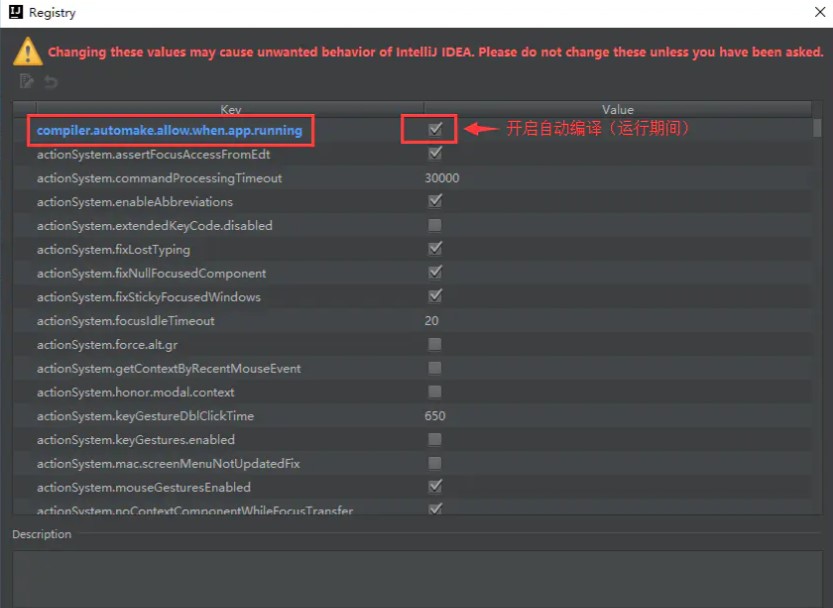 Registry
Changing these values may cause unwanted behavior of IntelliJ IDEA. Please do not change these unless you have been asked.
Key Value
compiler.automake.allow.when.app.running 开启自动编译（运行期间）
actionSystem.assertFocusAccessFromEdt
actionSystem.commandProcessingTimeout 30000
actionSystem.enableAbbreviations
actionSystem.extendedKeyCode.disabled
actionSystem.fixLostTyping
actionSystem.fixNullFocusedComponent
actionSystem.fixStickyFocusedWindows
actionSystem.focusIdleTimeout 20
actionSystem.force.alt.gr
actionSystem.getContextByRecentMouseEvent
actionSystem.honor.modal.context
actionSystem.keyGestureDblClickTime 650
actionSystem.keyGestures.enabled
actionSystem.mac.screenMenuNotUpdatedFix
actionSystem.mouseGesturesEnabled
actionSystem.noContextComponentWhileFocusTransfer
Description